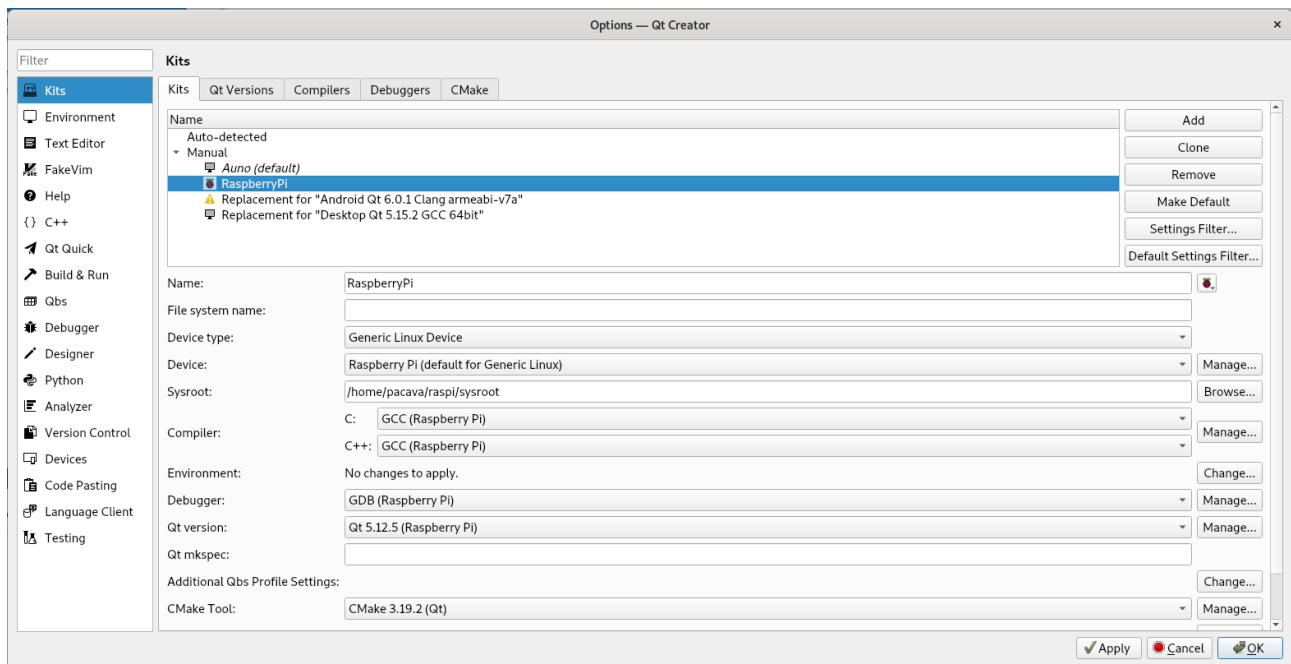 Options — Qt Creator
Filter
Kits
Environment
Text Editor
FakeVim
Help
C++
Qt Quick
Build & Run
Qbs
Debugger
Designer
Python
Analyzer
Version Control
Devices
Code Pasting
Language Client
Testing
Kits
Kits Qt Versions Compilers Debuggers CMake
Name
Auto-detected
Manual
Auno (default)
RaspberryPi
Replacement for "Android Qt 6.0.1 Clang armeabi-v7a"
Replacement for "Desktop Qt 5.15.2 GCC 64bit"
Add
Clone
Remove
Make Default
Settings Filter...
Default Settings Filter...
Name: RaspberryPi
File system name:
Device type: Generic Linux Device
Device: Raspberry Pi (default for Generic Linux) Manage...
Sysroot: /home/pacava/raspi/sysroot Browse...
Compiler: C: GCC (Raspberry Pi) Manage...
C++: GCC (Raspberry Pi)
Environment: No changes to apply. Change...
Debugger: GDB (Raspberry Pi) Manage...
Qt version: Qt 5.12.5 (Raspberry Pi) Manage...
Qt mkspec:
Additional Qbs Profile Settings: Change...
CMake Tool: CMake 3.19.2 (Qt) Manage...
Apply Cancel OK